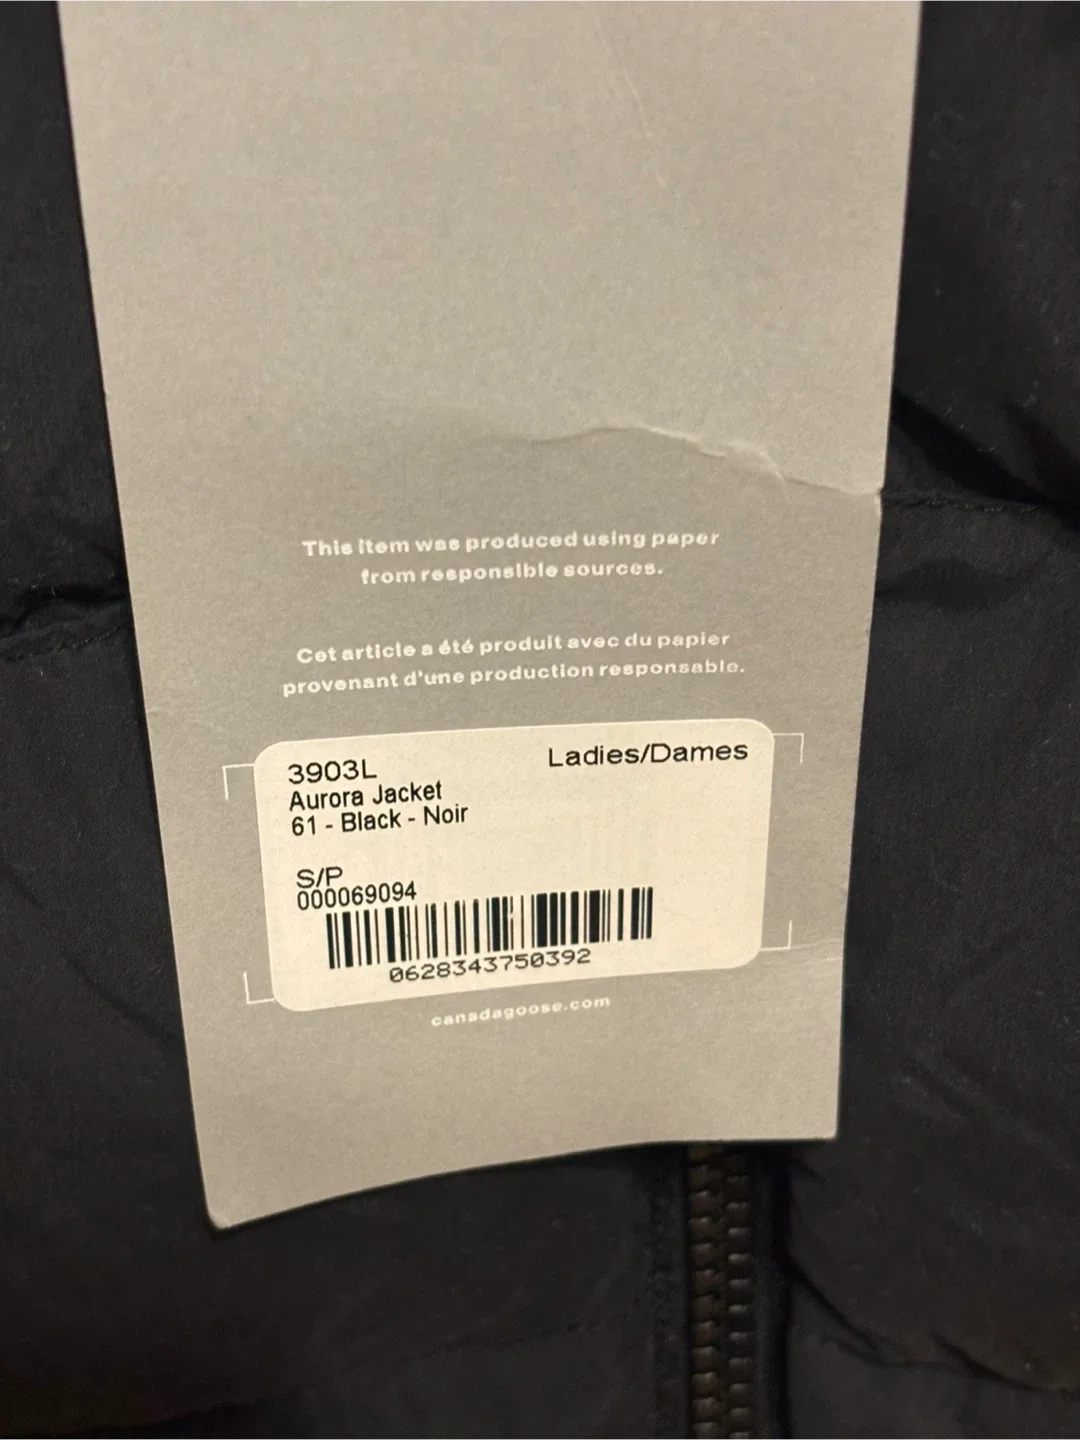 This item was produced using paper
from responsible sources.
Cet article a été produit avec du papier
provenant d'une production responsable.
3903L
Ladies/Dames
Aurora Jacket
61 - Black - Noir
S/P
000069094
0628343750392
canadagoose.com